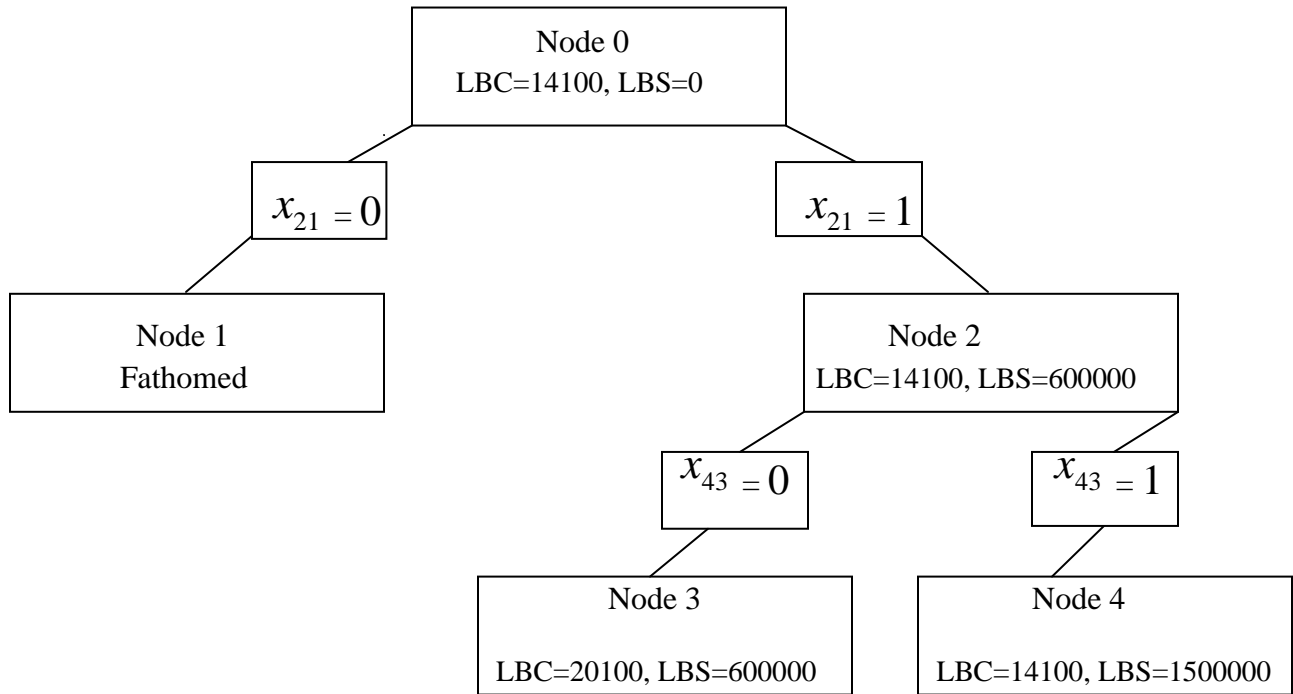 Node 0
LBC=14100, LBS=0
x₂₁ = 0
x₂₁ = 1
Node 1
Fathomed
Node 2
LBC=14100, LBS=600000
x₄₃ = 0
x₄₃ = 1
Node 3
LBC=20100, LBS=600000
Node 4
LBC=14100, LBS=1500000